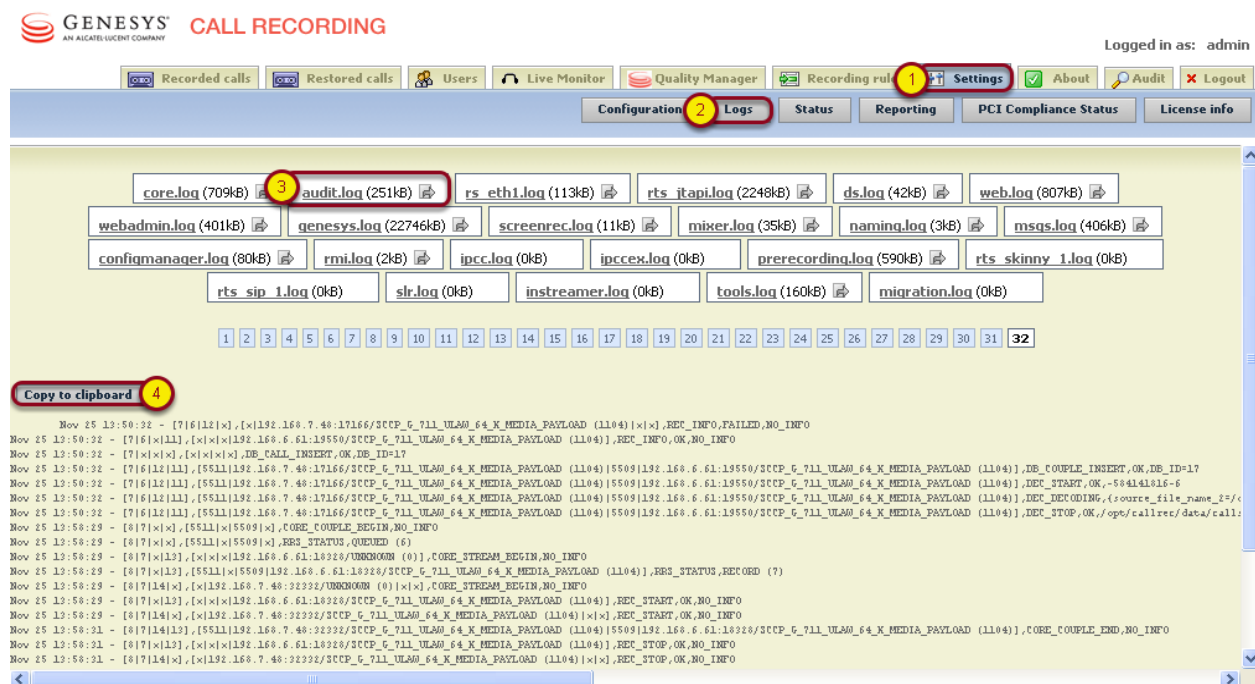 GENESYS
AN ALCATEL-LUCENT COMPANY
CALL RECORDING
Logged in as: admin
Recorded calls Restored calls Users Live Monitor Quality Manager Recording rul 1 Settings About Audit Logout
Configuration 2 Logs Status Reporting PCI Compliance Status License info
core.log (709kB) 3 audit.log (251kB) rs_eth1.log (113kB) rts_jtapi.log (2248kB) ds.log (42kB) web.log (807kB)
webadmin.log (401kB) genesys.log (22746kB) screenrec.log (11kB) mixer.log (35kB) naming.log (3kB) msgs.log (406kB)
configmanager.log (80kB) rmi.log (2kB) ipcc.log (0kB) ipccex.log (0kB) prerecording.log (590kB) rts_skinny_1.log (0kB)
rts_sip_1.log (0kB) slr.log (0kB) instreamer.log (0kB) tools.log (160kB) migration.log (0kB)
1 2 3 4 5 6 7 8 9 10 11 12 13 14 15 16 17 18 19 20 21 22 23 24 25 26 27 28 29 30 31 32
Copy to clipboard 4
Nov 25 13:50:32 - [7|6|12|x],[x|192.168.7.48:17166/SCCP_G_711_ULAW_64_K_MEDIA_PAYLOAD (1104)|x|x],REC_INFO,FAILED,NO_INFO
Nov 25 13:50:32 - [7|6|x|11],[x|x|x|192.168.6.61:19550/SCCP_G_711_ULAW_64_K_MEDIA_PAYLOAD (1104)],REC_INFO,OK,NO_INFO
Nov 25 13:50:32 - [7|x|x|x],[x|x|x|x],DB_CALL_INSERT,OK,DB_ID=17
Nov 25 13:50:32 - [7|6|12|11],[5511|192.168.7.48:17166/SCCP_G_711_ULAW_64_K_MEDIA_PAYLOAD (1104)|5509|192.168.6.61:19550/SCCP_G_711_ULAW_64_K_MEDIA_PAYLOAD (1104)],DB_COUPLE_INSERT,OK,DB_ID=17
Nov 25 13:50:32 - [7|6|12|11],[5511|192.168.7.48:17166/SCCP_G_711_ULAW_64_K_MEDIA_PAYLOAD (1104)|5509|192.168.6.61:19550/SCCP_G_711_ULAW_64_K_MEDIA_PAYLOAD (1104)],DEC_START,OK,-584141816-6
Nov 25 13:50:32 - [7|6|12|11],[5511|192.168.7.48:17166/SCCP_G_711_ULAW_64_K_MEDIA_PAYLOAD (1104)|5509|192.168.6.61:19550/SCCP_G_711_ULAW_64_K_MEDIA_PAYLOAD (1104)],DEC_DECODING,{source_file_name_2=/
Nov 25 13:50:32 - [7|6|12|11],[5511|192.168.7.48:17166/SCCP_G_711_ULAW_64_K_MEDIA_PAYLOAD (1104)|5509|192.168.6.61:19550/SCCP_G_711_ULAW_64_K_MEDIA_PAYLOAD (1104)],DEC_STOP,OK,/opt/callrec/data/calls
Nov 25 13:58:29 - [8|7|x|x],[5511|x|5509|x],CORE_COUPLE_BEGIN,NO_INFO
Nov 25 13:58:29 - [8|7|x|x],[5511|x|5509|x],RRS_STATUS,QUEUED (6)
Nov 25 13:58:29 - [8|7|x|13],[x|x|x|192.168.6.61:18328/UNKNOWN (0)],CORE_STREAM_BEGIN,NO_INFO
Nov 25 13:58:29 - [8|7|x|13],[5511|x|5509|192.168.6.61:18328/SCCP_G_711_ULAW_64_K_MEDIA_PAYLOAD (1104)],RRS_STATUS,RECORD (7)
Nov 25 13:58:29 - [8|7|14|x],[x|192.168.7.48:32332/UNKNOWN (0)|x|x],CORE_STREAM_BEGIN,NO_INFO
Nov 25 13:58:29 - [8|7|x|13],[x|x|x|192.168.6.61:18328/SCCP_G_711_ULAW_64_K_MEDIA_PAYLOAD (1104)],REC_START,OK,NO_INFO
Nov 25 13:58:29 - [8|7|14|x],[x|192.168.7.48:32332/SCCP_G_711_ULAW_64_K_MEDIA_PAYLOAD (1104)|x|x],REC_START,OK,NO_INFO
Nov 25 13:58:31 - [8|7|14|13],[5511|192.168.7.48:32332/SCCP_G_711_ULAW_64_K_MEDIA_PAYLOAD (1104)|5509|192.168.6.61:18328/SCCP_G_711_ULAW_64_K_MEDIA_PAYLOAD (1104)],CORE_COUPLE_END,NO_INFO
Nov 25 13:58:31 - [8|7|x|13],[x|x|x|192.168.6.61:18328/SCCP_G_711_ULAW_64_K_MEDIA_PAYLOAD (1104)],REC_STOP,OK,NO_INFO
Nov 25 13:58:31 - [8|7|14|x],[x|192.168.7.48:32332/SCCP_G_711_ULAW_64_K_MEDIA_PAYLOAD (1104)|x|x],REC_STOP,OK,NO_INFO